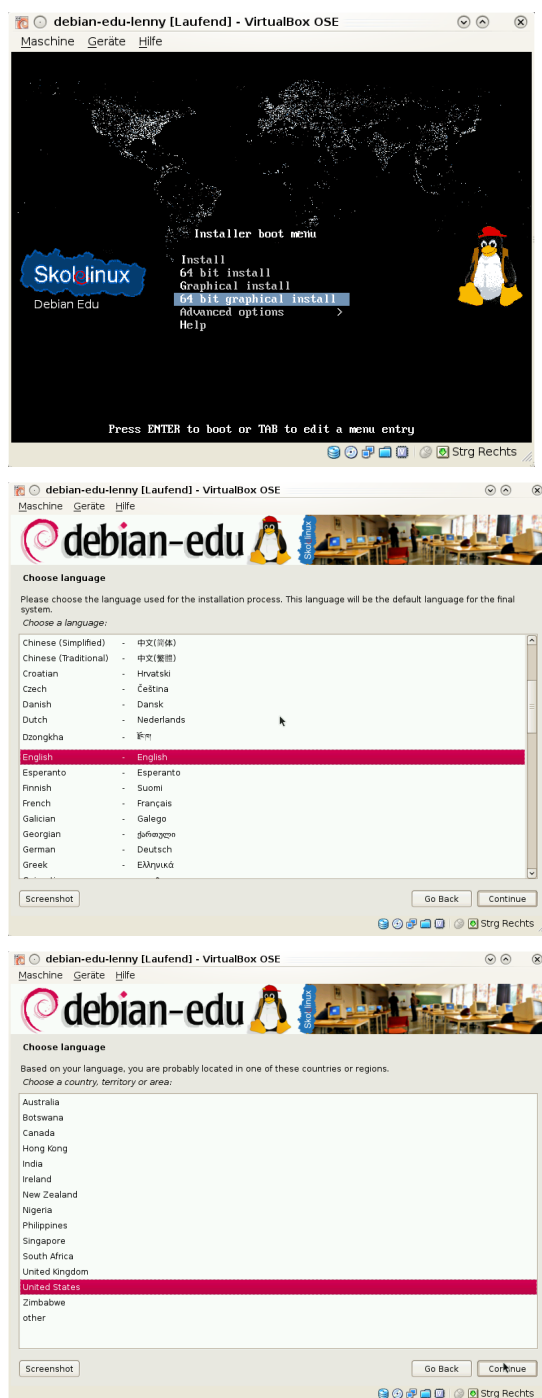 debian-edu-lenny [Laufend] - VirtualBox OSE
Maschine Geräte Hilfe
Installer boot menu
Install
64 bit install
Graphical install
64 bit graphical install
Advanced options >
Help
Skolelinux
Debian Edu
Press ENTER to boot or TAB to edit a menu entry
Strg Rechts
debian-edu-lenny [Laufend] - VirtualBox OSE
Maschine Geräte Hilfe
debian-edu
Skol linux
Choose language
Please choose the language used for the installation process. This language will be the default language for the final
system.
Choose a language:
Chinese (Simplified) - 中文(简体)
Chinese (Traditional) - 中文(繁體)
Croatian - Hrvatski
Czech - Čeština
Danish - Dansk
Dutch - Nederlands
Dzongkha -
English - English
Esperanto - Esperanto
Finnish - Suomi
French - Français
Galician - Galego
Georgian - ქართული
German - Deutsch
Greek - Ελληνικά
Screenshot
Go Back Continue
Strg Rechts
debian-edu-lenny [Laufend] - VirtualBox OSE
Maschine Geräte Hilfe
debian-edu
Skol linux
Choose language
Based on your language, you are probably located in one of these countries or regions.
Choose a country, territory or area:
Australia
Botswana
Canada
Hong Kong
India
Ireland
New Zealand
Nigeria
Philippines
Singapore
South Africa
United Kingdom
United States
Zimbabwe
other
Screenshot
Go Back Continue
Strg Rechts